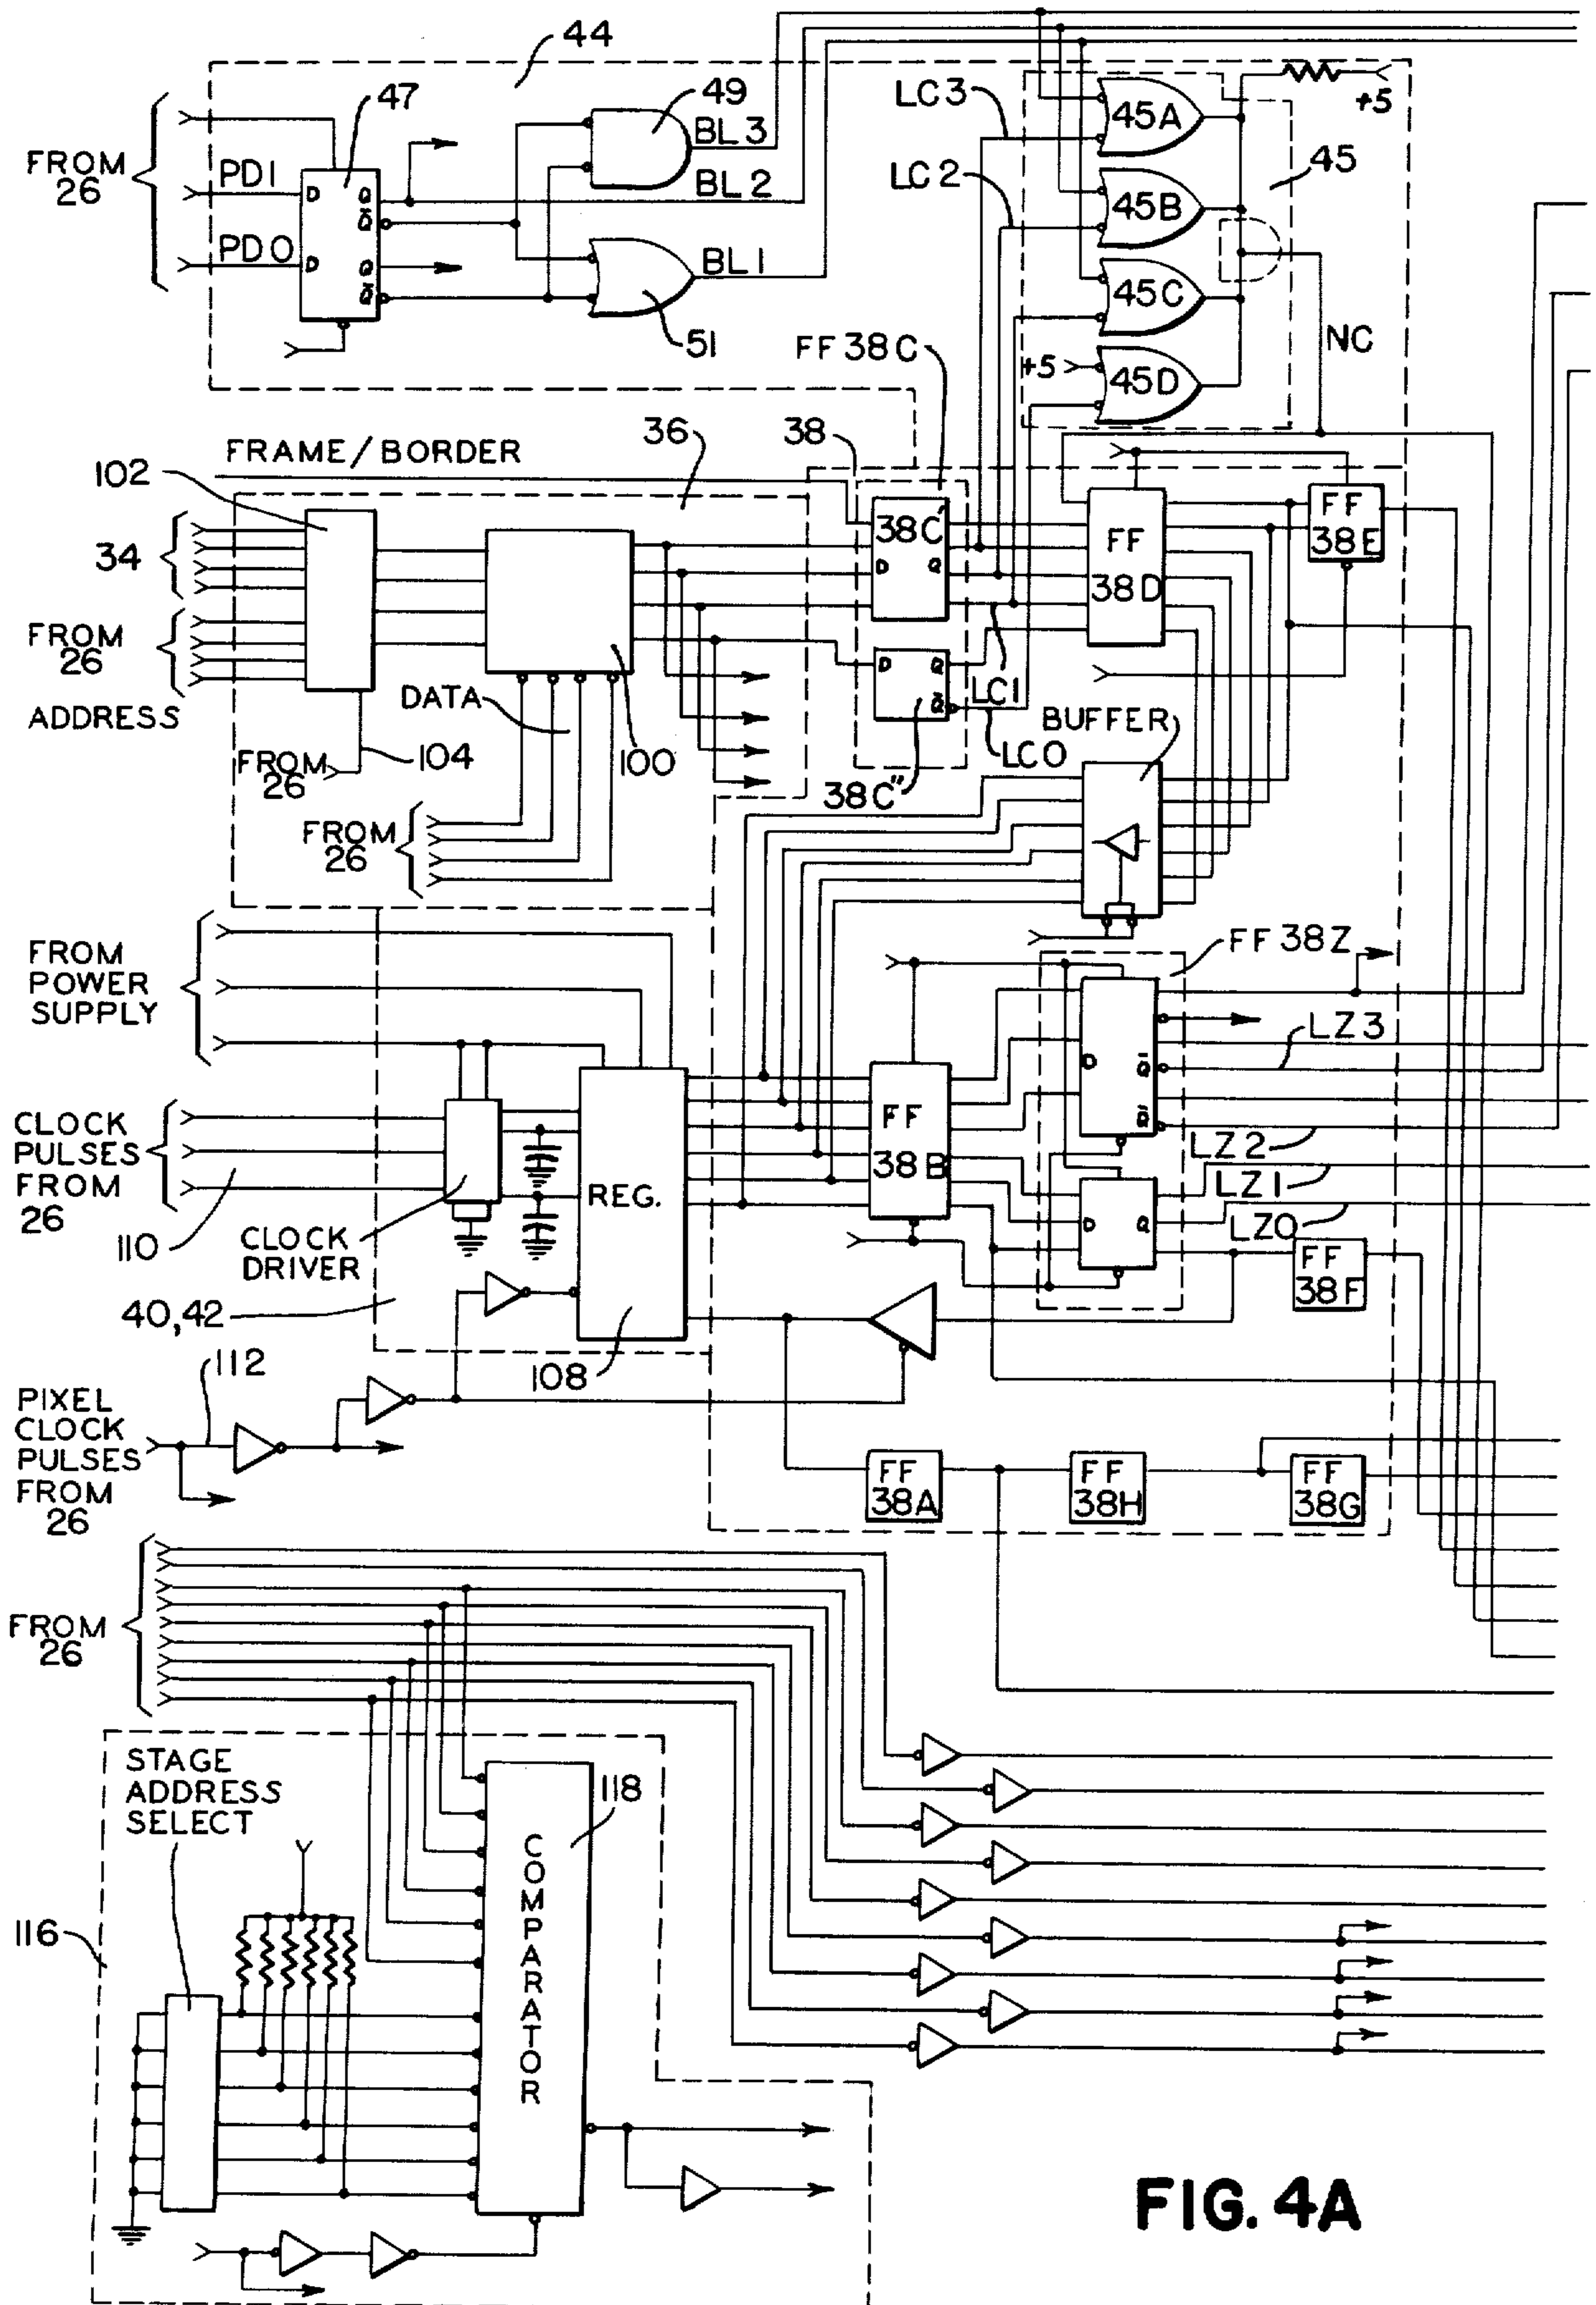 44
47
49
BL3
LC3
45A
+5
FROM
26
PD1
D
Q
Q̅
BL2
LC2
45B
45
PD0
D
Q
Q̅
BL1
51
45C
NC
FF38C
+5
45D
FRAME/BORDER
36
38
102
34
FROM
26
ADDRESS
38C'
D
Q
FF
38D
FF
38E
D
Q
Q̅
LC1
LC0
DATA
FROM
26
104
100
38C"
BUFFER
FROM
26
FROM
POWER
SUPPLY
FF38Z
LZ3
D
Q̅
Q̅
LZ2
CLOCK
PULSES
FROM
26
110
CLOCK
DRIVER
REG.
FF
38B
LZ1
LZ0
D
Q
FF
38F
40,42
108
112
PIXEL
CLOCK
PULSES
FROM
26
FF
38A
FF
38H
FF
38G
FROM
26
STAGE
ADDRESS
SELECT
118
COMPARATOR
116
FIG. 4A